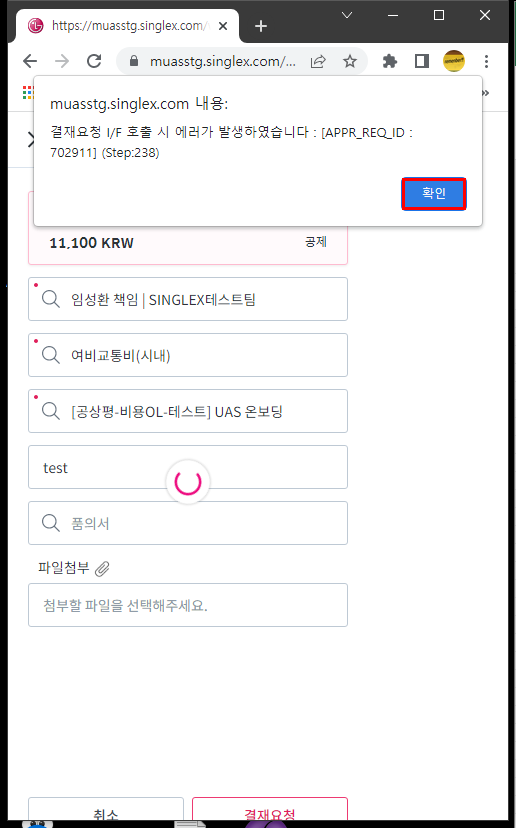 https://muasstg.singlex.com/
muasstg.singlex.com/...
muasstg.singlex.com 내용:
결재요청 I/F 호출 시 에러가 발생하였습니다 : [APPR_REQ_ID :
702911] (Step:238)
확인
11,100 KRW 공제
임성환 책임 | SINGLEX테스트팀
여비교통비(시내)
[공상평-비용OL-테스트] UAS 온보딩
test
품의서
파일첨부
첨부할 파일을 선택해주세요.
취소 결재요청